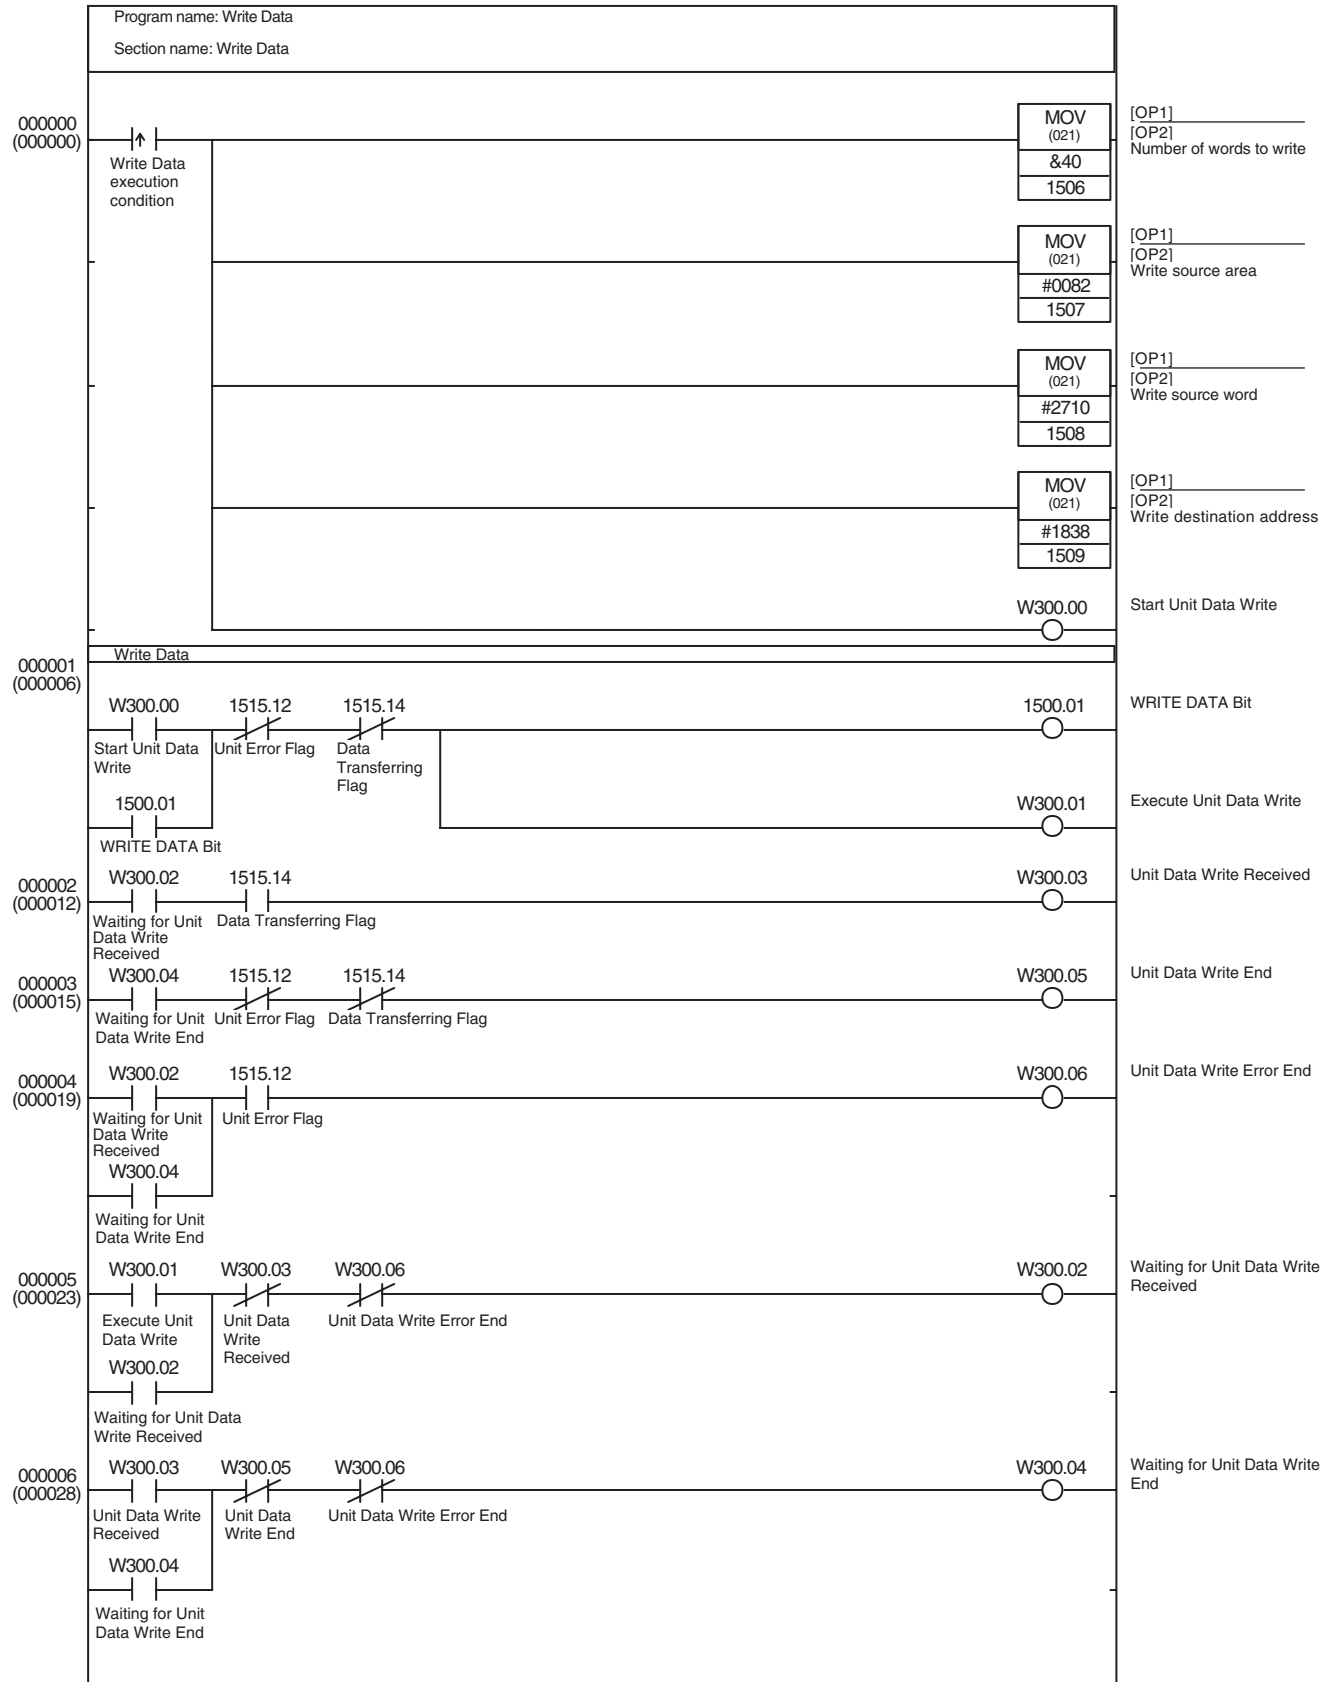 Program name: Write Data
Section name: Write Data
000000
(000000)
Write Data
execution
condition
MOV
(021)
&40
1506
[OP1]
[OP2]
Number of words to write
MOV
(021)
#0082
1507
[OP1]
[OP2]
Write source area
MOV
(021)
#2710
1508
[OP1]
[OP2]
Write source word
MOV
(021)
#1838
1509
[OP1]
[OP2]
Write destination address
W300.00
Start Unit Data Write
Write Data
000001
(000006)
W300.00 1515.12 1515.14 1500.01 WRITE DATA Bit
Start Unit Data
Write
Unit Error Flag
Data
Transferring
Flag
1500.01 W300.01 Execute Unit Data Write
WRITE DATA Bit
000002
(000012)
W300.02 1515.14 W300.03 Unit Data Write Received
Waiting for Unit
Data Write
Received
Data Transferring Flag
000003
(000015)
W300.04 1515.12 1515.14 W300.05 Unit Data Write End
Waiting for Unit
Data Write End
Unit Error Flag
Data Transferring Flag
000004
(000019)
W300.02 1515.12 W300.06 Unit Data Write Error End
Waiting for Unit
Data Write
Received
Unit Error Flag
W300.04
Waiting for Unit
Data Write End
000005
(000023)
W300.01 W300.03 W300.06 W300.02
Waiting for Unit Data Write
Received
Execute Unit
Data Write
Unit Data
Write
Received
Unit Data Write Error End
W300.02
Waiting for Unit Data
Write Received
000006
(000028)
W300.03 W300.05 W300.06 W300.04
Waiting for Unit Data Write
End
Unit Data Write
Received
Unit Data
Write End
Unit Data Write Error End
W300.04
Waiting for Unit
Data Write End